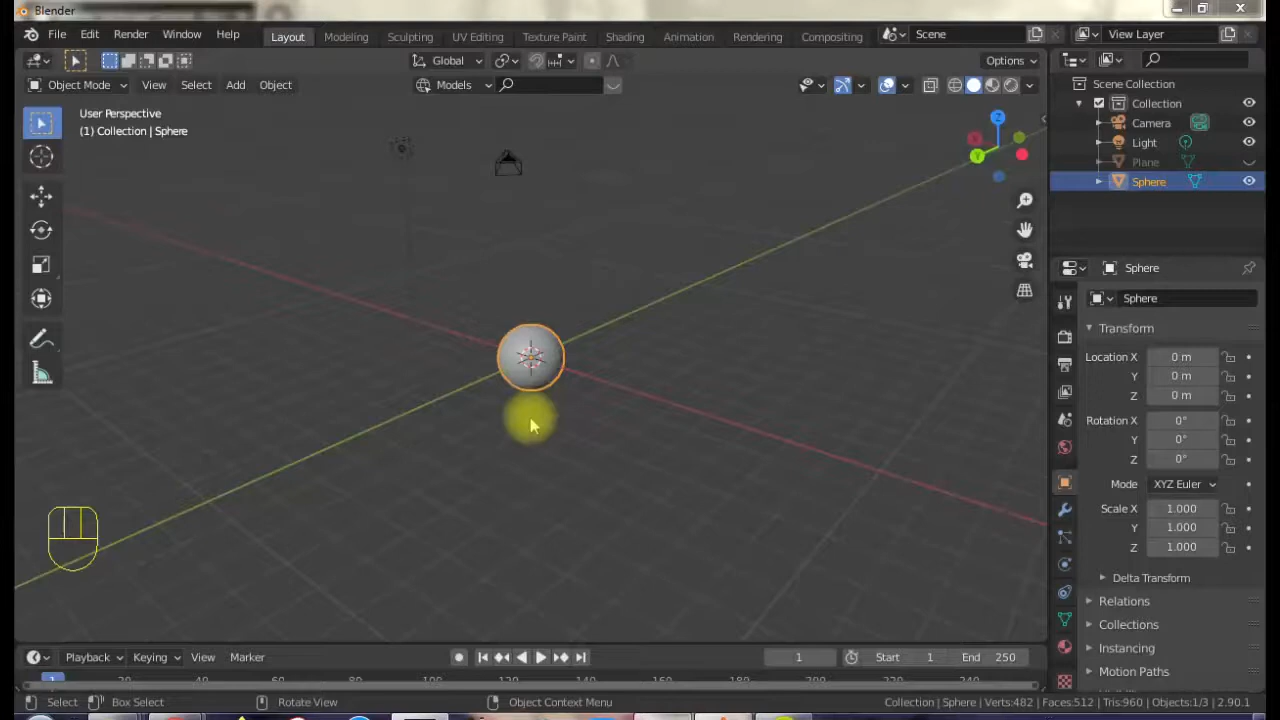 Blender
File Edit Render Window Help
Layout Modeling Sculpting UV Editing Texture Paint Shading Animation Rendering Compositing
Scene
View Layer
Global
Options
Object Mode View Select Add Object
Models
User Perspective
(1) Collection | Sphere
Z
Y
Scene Collection
Collection
Camera
Light
Plane
Sphere
Sphere
Sphere
Transform
Location X 0 m
Y 0 m
Z 0 m
Rotation X 0°
Y 0°
Z 0°
Mode XYZ Euler
Scale X 1.000
Y 1.000
Z 1.000
Delta Transform
Relations
Collections
Instancing
Motion Paths
Playback Keying View Marker
1
Start 1
End 250
Select
Box Select
Rotate View
Object Context Menu
Collection | Sphere | Verts:482 | Faces:512 | Tris:960 | Objects:1/3 | 2.90.1